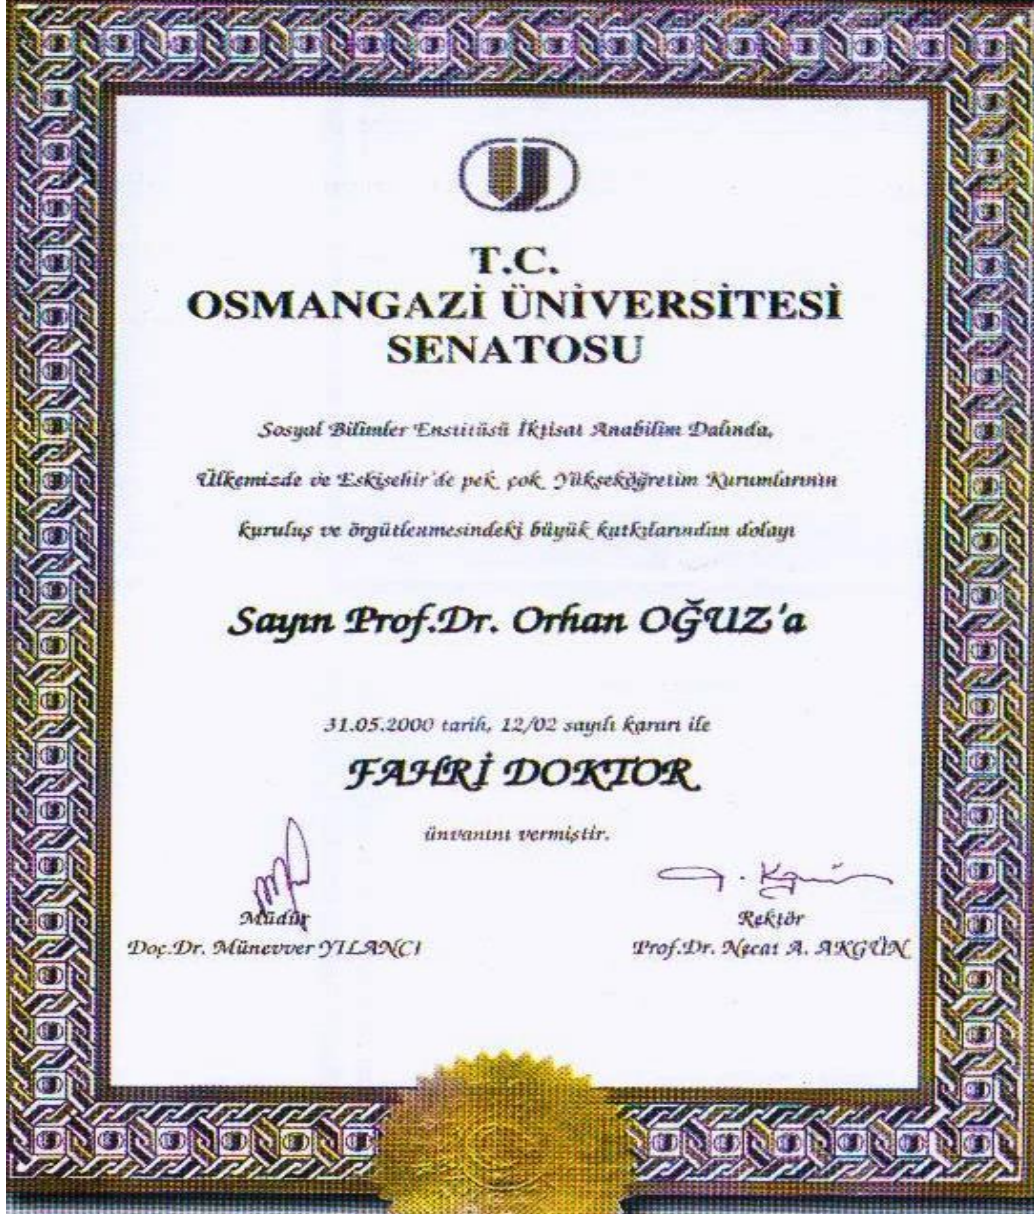 T.C.
OSMANGAZİ ÜNİVERSİTESİ
SENATOSU
Sosyal Bilimler Enstitüsü İktisat Anabilim Dalında,
Ülkemizde ve Eskişehir'de pek çok Yükseköğretim Kurumlarının
kuruluş ve örgütlenmesindeki büyük katkılarından dolayı
Sayın Prof.Dr. Orhan OĞUZ'a
31.05.2000 tarih, 12/02 sayılı kararı ile
FAHRİ DOKTOR
ünvanını vermiştir.
Müdür
Doç.Dr. Münevver YILANCI
Rektör
Prof.Dr. Necat A. AKGÜN